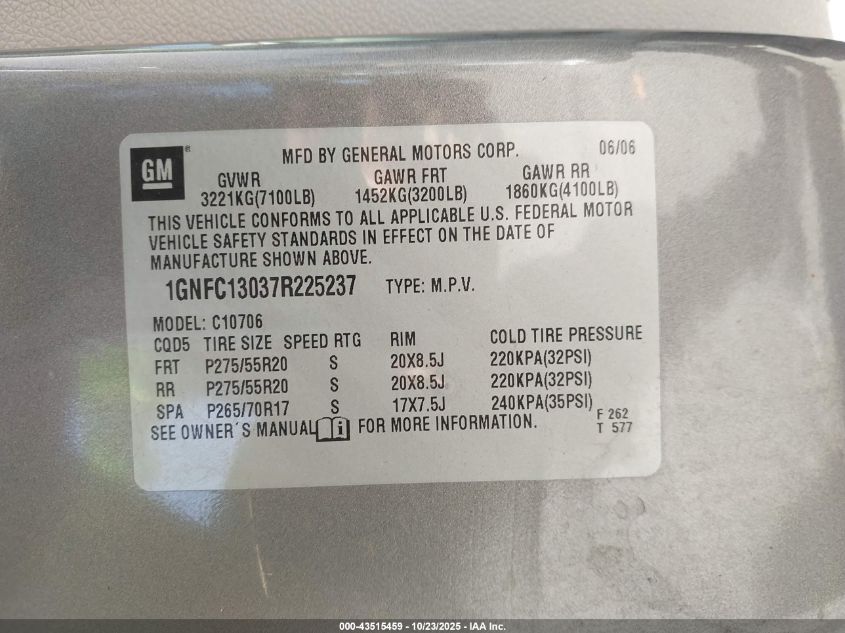 GM ®
MFD BY GENERAL MOTORS CORP. 06/06
GVWR GAWR FRT GAWR RR
3221KG(7100LB) 1452KG(3200LB) 1860KG(4100LB)
THIS VEHICLE CONFORMS TO ALL APPLICABLE U.S. FEDERAL MOTOR
VEHICLE SAFETY STANDARDS IN EFFECT ON THE DATE OF
MANUFACTURE SHOWN ABOVE.
1GNFC13037R225237 TYPE: M.P.V.
MODEL: C10706
CQD5 TIRE SIZE SPEED RTG RIM COLD TIRE PRESSURE
FRT P275/55R20 S 20X8.5J 220KPA(32PSI)
RR P275/55R20 S 20X8.5J 220KPA(32PSI)
SPA P265/70R17 S 17X7.5J 240KPA(35PSI)
SEE OWNER´S MANUAL i FOR MORE INFORMATION.
F 262
T 577
000-43515459 - 10/23/2025 - IAA Inc.